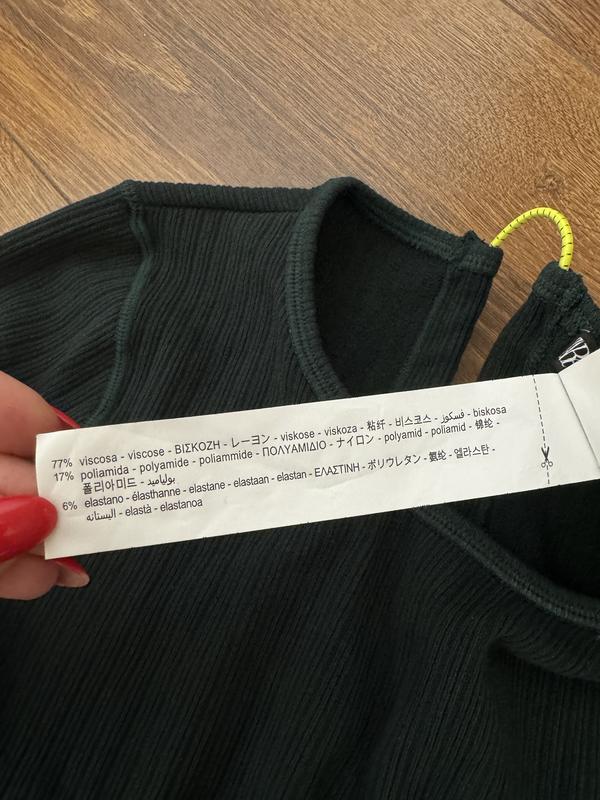 77% viscosa - viscose - ΒΙΣΚΟΖΗ - レーヨン - viskose - viskoza - 粘纤 - 비스코스 - فسكوز - biskosa
17% poliamida - polyamide - poliammide - ΠΟΛΥΑΜΙΔΙΟ - ナイロン - polyamid - poliamid - 锦纶 -
폴리아미드 - بولياميد
6% elastano - élasthanne - elastane - elastaan - elastan - ΕΛΑΣΤΙΝΗ - ポリウレタン - 氨纶 - 엘라스탄 -
اليستانه - elastà - elastanoa